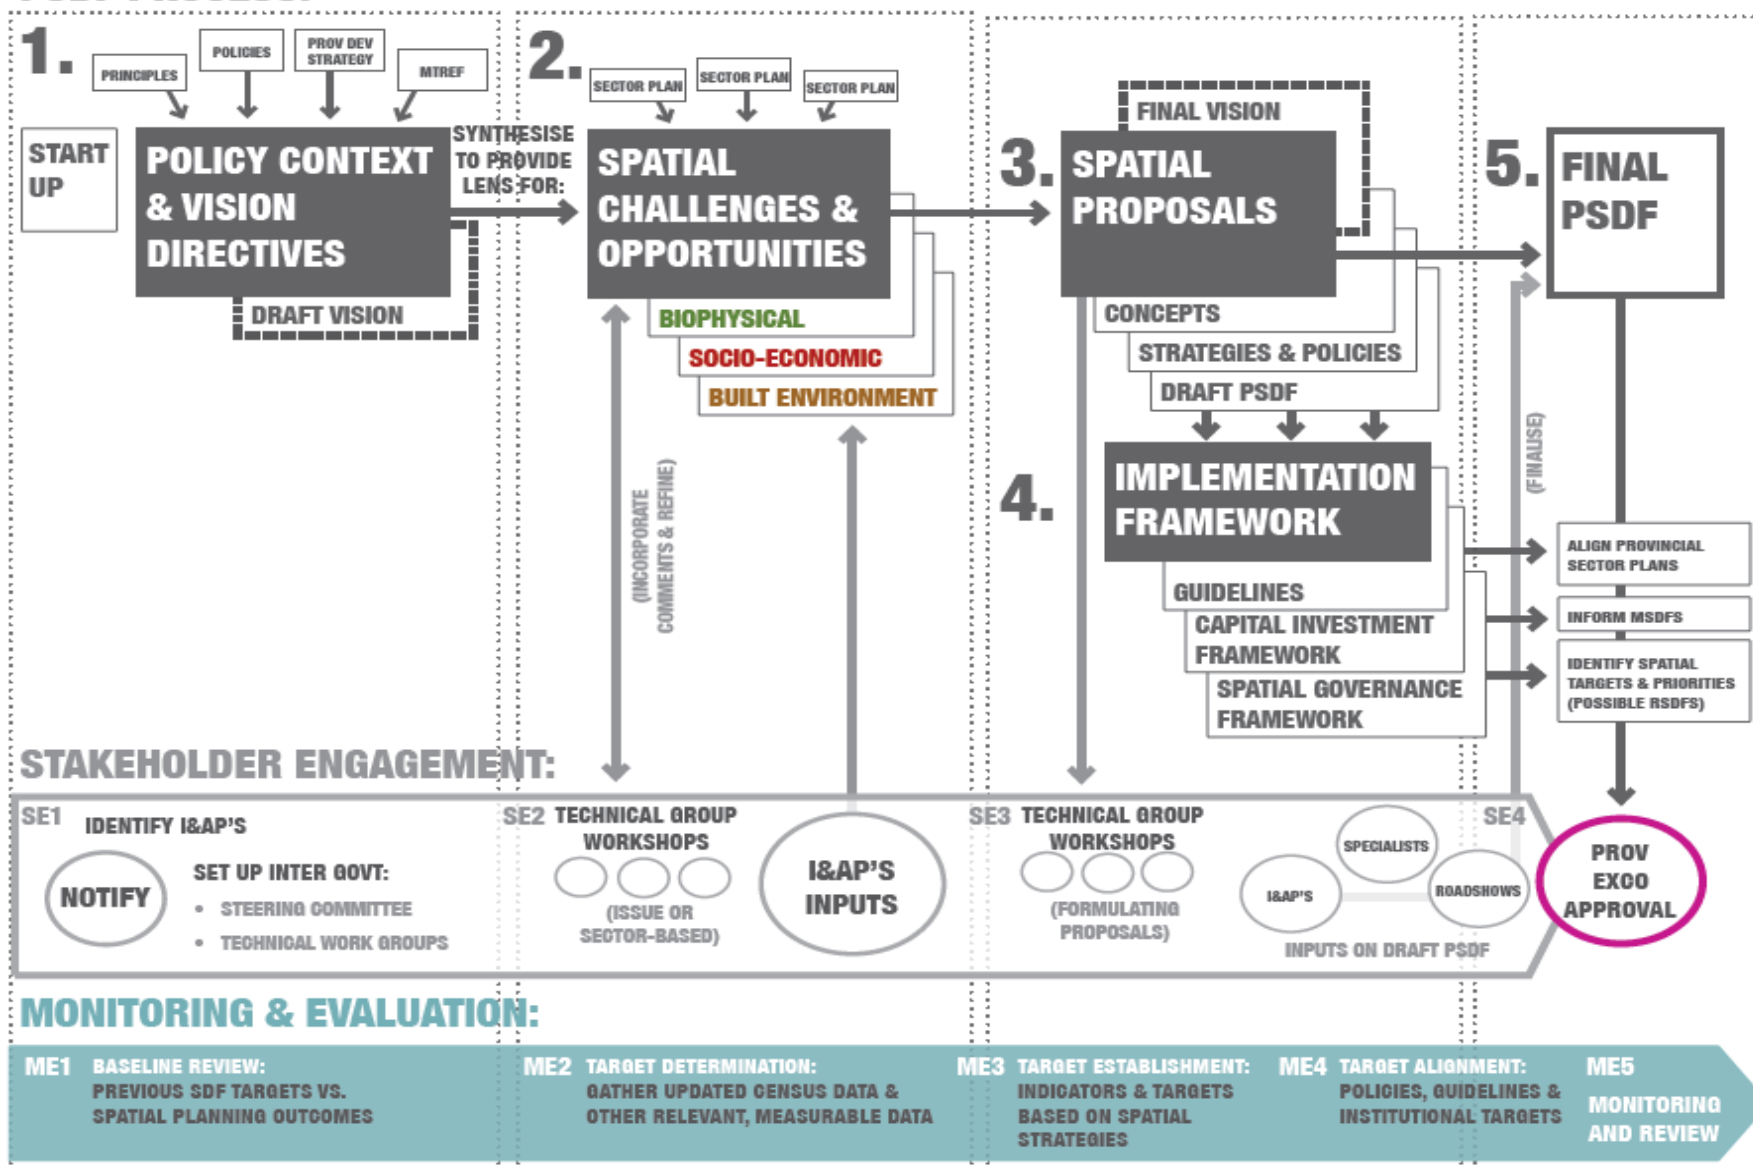 1.
PRINCIPLES
POLICIES
PROV DEV
STRATEGY
MTREF
START
UP
POLICY CONTEXT
& VISION
DIRECTIVES
DRAFT VISION
SYNTHESISE
TO PROVIDE
LENS FOR:
2.
SECTOR PLAN
SECTOR PLAN
SECTOR PLAN
SPATIAL
CHALLENGES &
OPPORTUNITIES
BIOPHYSICAL
SOCIO-ECONOMIC
BUILT ENVIRONMENT
(INCORPORATE
COMMENTS & REFINE)
3.
FINAL VISION
SPATIAL
PROPOSALS
CONCEPTS
STRATEGIES & POLICIES
DRAFT PSDF
4.
IMPLEMENTATION
FRAMEWORK
GUIDELINES
CAPITAL INVESTMENT
FRAMEWORK
SPATIAL GOVERNANCE
FRAMEWORK
5.
FINAL
PSDF
(FINALISE)
ALIGN PROVINCIAL
SECTOR PLANS
INFORM MSDFS
IDENTIFY SPATIAL
TARGETS & PRIORITIES
(POSSIBLE RSDFS)
STAKEHOLDER ENGAGEMENT:
SE1
IDENTIFY I&AP'S
NOTIFY
SET UP INTER GOVT:
• STEERING COMMITTEE
• TECHNICAL WORK GROUPS
SE2 TECHNICAL GROUP
WORKSHOPS
(ISSUE OR
SECTOR-BASED)
I&AP'S
INPUTS
SE3 TECHNICAL GROUP
WORKSHOPS
(FORMULATING
PROPOSALS)
SPECIALISTS
I&AP'S
ROADSHOWS
INPUTS ON DRAFT PSDF
SE4
PROV
EXCO
APPROVAL
MONITORING & EVALUATION:
ME1 BASELINE REVIEW:
PREVIOUS SDF TARGETS VS.
SPATIAL PLANNING OUTCOMES
ME2 TARGET DETERMINATION:
GATHER UPDATED CENSUS DATA &
OTHER RELEVANT, MEASURABLE DATA
ME3 TARGET ESTABLISHMENT:
INDICATORS & TARGETS
BASED ON SPATIAL
STRATEGIES
ME4 TARGET ALIGNMENT:
POLICIES, GUIDELINES &
INSTITUTIONAL TARGETS
ME5
MONITORING
AND REVIEW